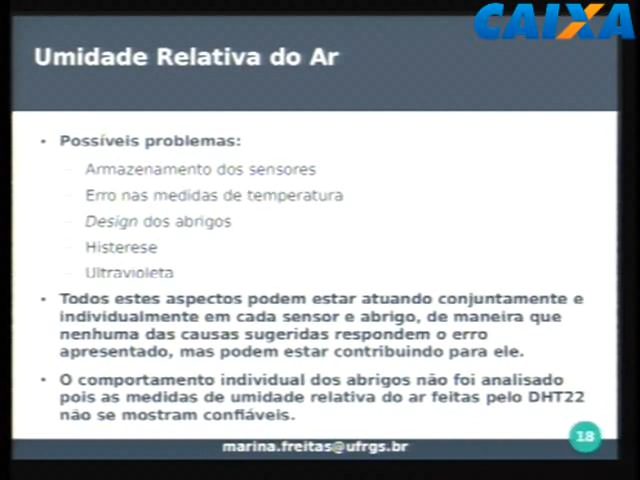 CAIXA
Umidade Relativa do Ar
• Possíveis problemas:
– Armazenamento dos sensores
– Erro nas medidas de temperatura
– Design dos abrigos
– Histerese
– Ultravioleta
• Todos estes aspectos podem estar atuando conjuntamente e
individualmente em cada sensor e abrigo, de maneira que
nenhuma das causas sugeridas respondem o erro
apresentado, mas podem estar contribuindo para ele.
• O comportamento individual dos abrigos não foi analisado
pois as medidas de umidade relativa do ar feitas pelo DHT22
não se mostram confiáveis.
18
marina.freitas@ufrgs.br